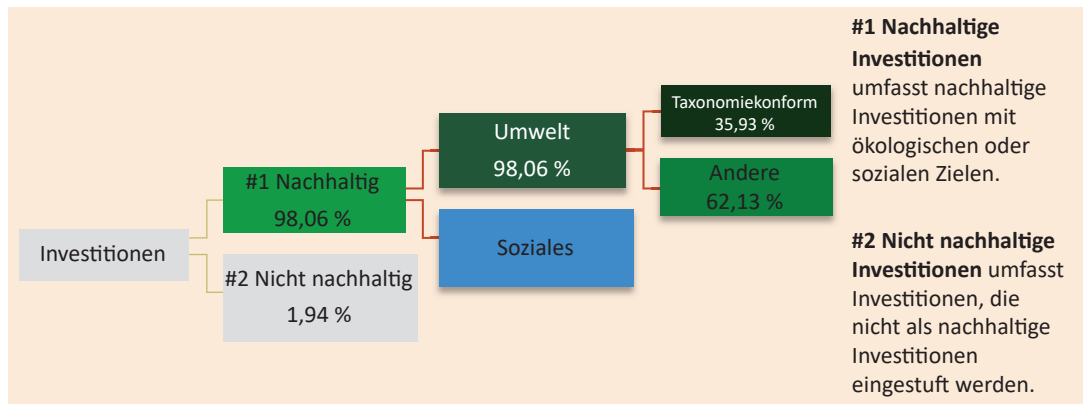 Investitionen
#1 Nachhaltig
98,06 %
#2 Nicht nachhaltig
1,94 %
Umwelt
98,06 %
Soziales
Taxonomiekonform
35,93 %
Andere
62,13 %
#1 Nachhaltige
Investitionen
umfasst nachhaltige
Investitionen mit
ökologischen oder
sozialen Zielen.
#2 Nicht nachhaltige
Investitionen umfasst
Investitionen, die
nicht als nachhaltige
Investitionen
eingestuft werden.